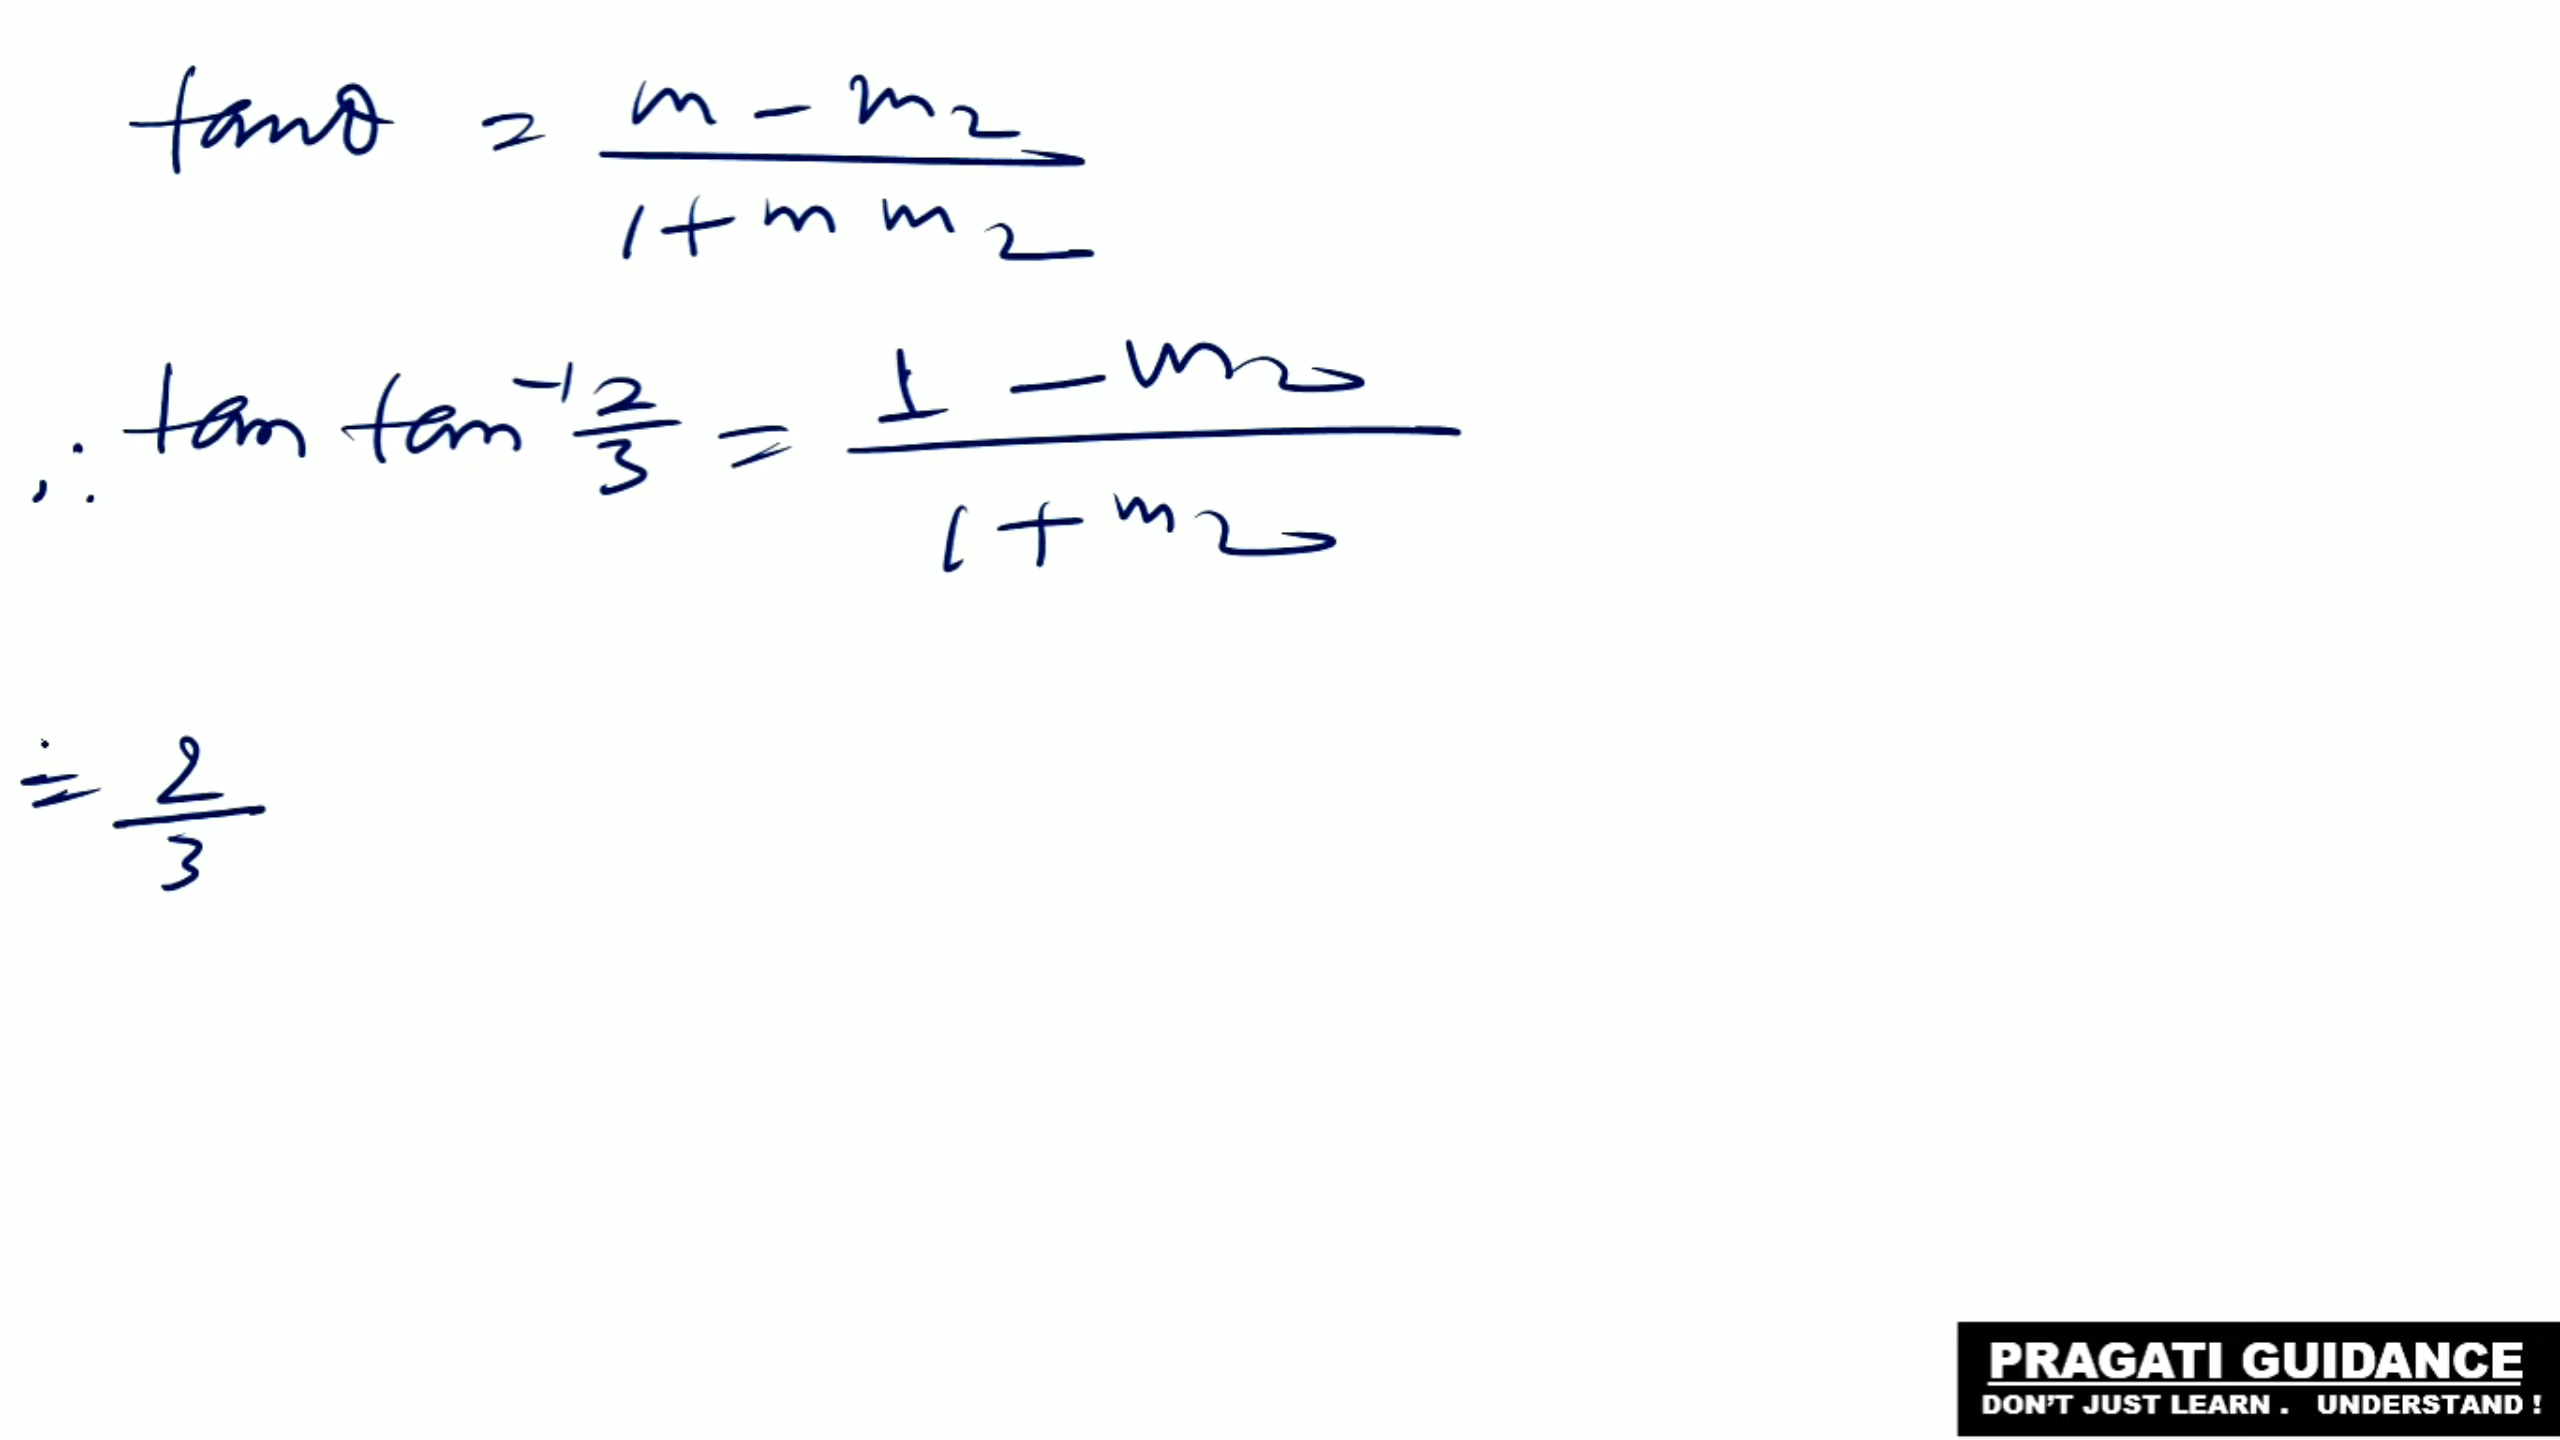 tanθ = m - m2 / 1 + m m2
∴ tan tan⁻¹ 2/3 = 1 - m2 / 1 + m2
∴ 2/3
PRAGATI GUIDANCE
DON'T JUST LEARN . UNDERSTAND !